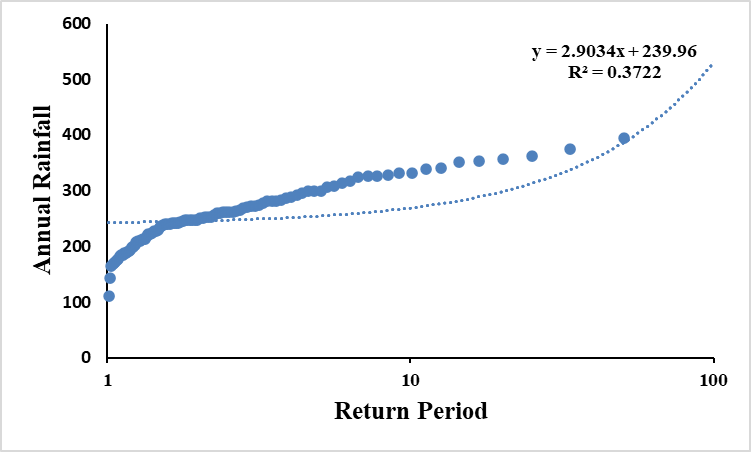 600
500
400
300
200
100
0
1
10
100
Annual Rainfall
Return Period
y = 2.9034x + 239.96
R² = 0.3722